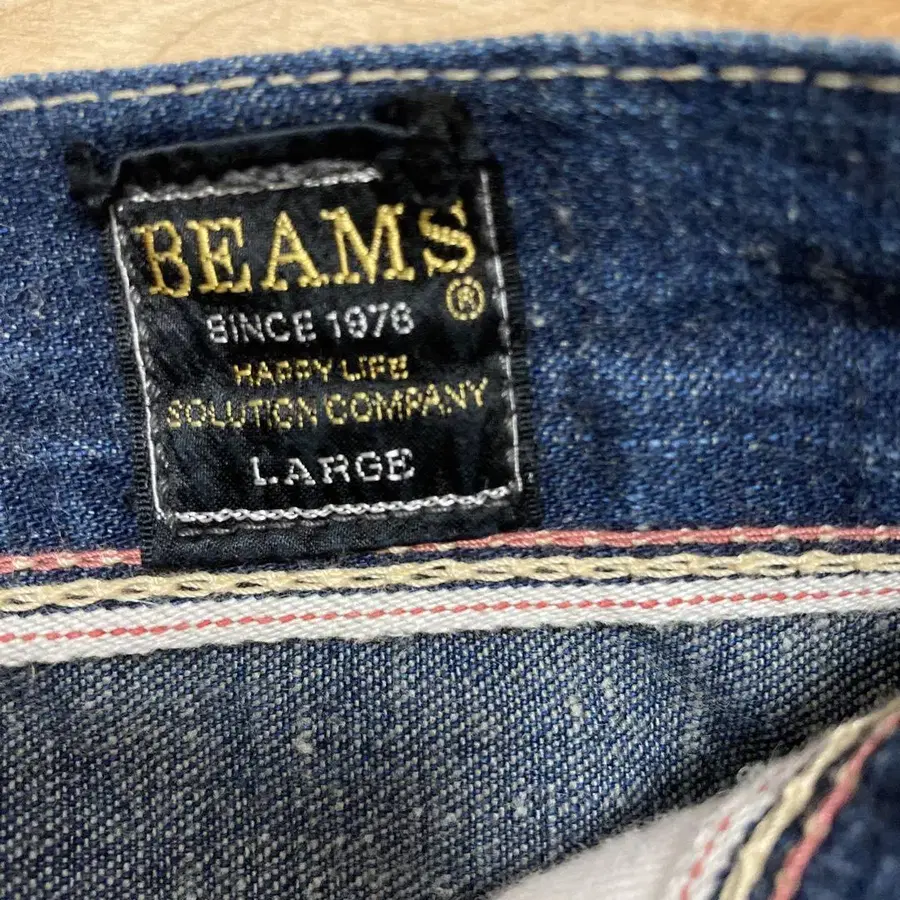 BEAMS
®
SINCE 1976
HAPPY LIFE
SOLUTION COMPANY
LARGE